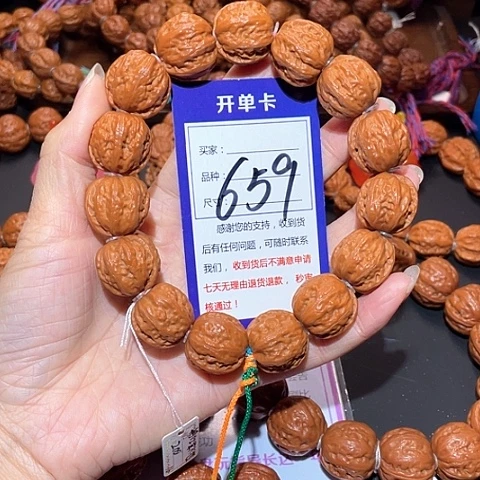 开单卡
买家：
品种：
尺寸：
659
感谢您的支持，收到货
后有任何问题，可随时联系
我们，收到货后不满意申请
七天无理由退货退款，秒审
核通过！